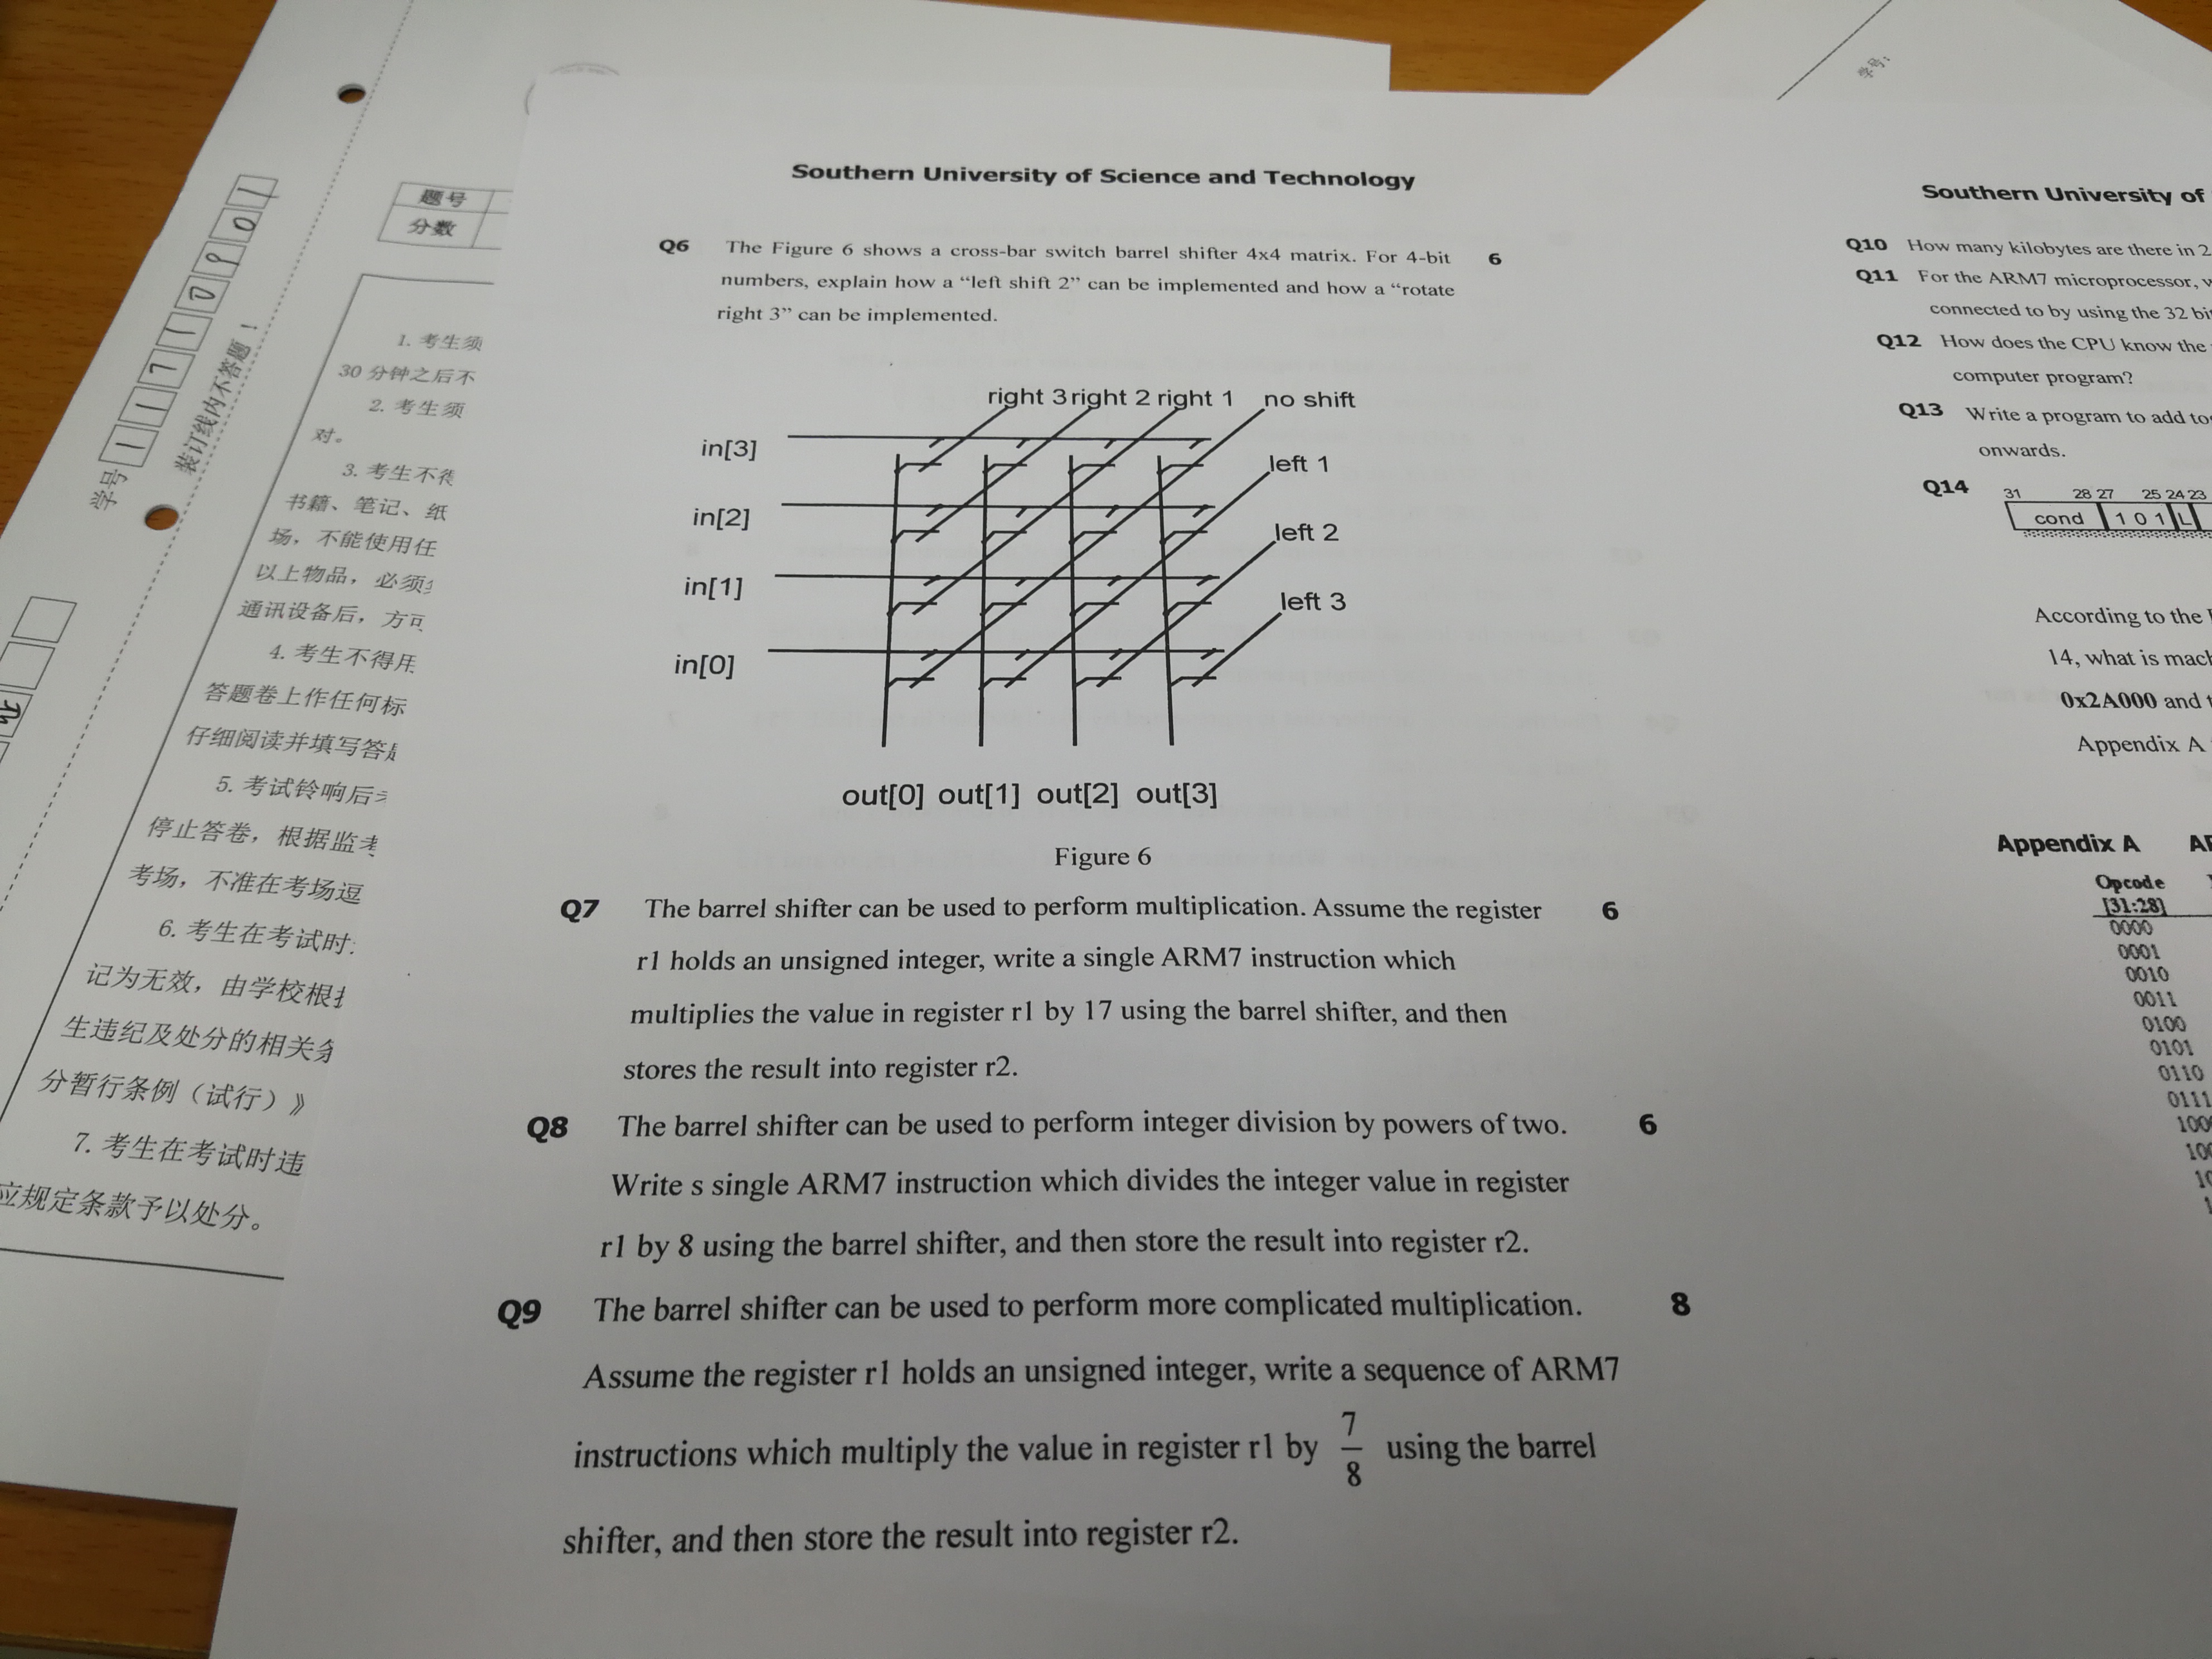 Southern University of Science and Technology
Q6 The Figure 6 shows a cross-bar switch barrel shifter 4x4 matrix. For 4-bit 6
numbers, explain how a “left shift 2” can be implemented and how a “rotate
right 3” can be implemented.
right 3 right 2 right 1 no shift
in[3]
left 1
in[2]
left 2
in[1]
left 3
in[0]
out[0] out[1] out[2] out[3]
Figure 6
Q7 The barrel shifter can be used to perform multiplication. Assume the register 6
r1 holds an unsigned integer, write a single ARM7 instruction which
multiplies the value in register r1 by 17 using the barrel shifter, and then
stores the result into register r2.
Q8 The barrel shifter can be used to perform integer division by powers of two. 6
Write s single ARM7 instruction which divides the integer value in register
r1 by 8 using the barrel shifter, and then store the result into register r2.
Q9 The barrel shifter can be used to perform more complicated multiplication. 8
Assume the register r1 holds an unsigned integer, write a sequence of ARM7
instructions which multiply the value in register r1 by 7/8 using the barrel
shifter, and then store the result into register r2.
Southern University of
Q10 How many kilobytes are there in 2
Q11 For the ARM7 microprocessor,
connected to by using the 32
Q12 How does the CPU know the
computer program?
Q13 Write a program to add
onwards.
Q14 31 28 27 25 24 23
cond 1 0 1 L
According to the
14, what is
0x2A000 and
Appendix A
Appendix A
Opcode
[31:28]
0000
0001
0010
0011
0100
0101
0110
0111
学号:
题号
分数
学号
装订线内不答题！
1. 考生须
30 分钟之后不
2. 考生须
对。
3. 考生不得
书籍、笔记、纸
场，不能使用任
以上物品，必须
通讯设备后，方可
4. 考生不得用
答题卷上作任何标
仔细阅读并填写答
5. 考试铃响后
停止答卷，根据监考
考场，不准在考场逗
6. 考生在考试时
记为无效，由学校根
生违纪及处分的相关条
分暂行条例（试行）》
7. 考生在考试时违
应规定条款予以处分。